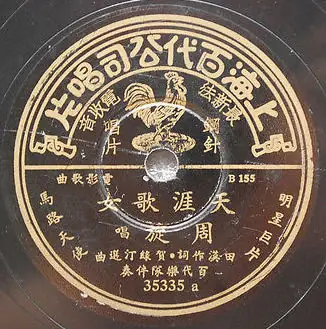 上海百代公司唱片
最新法
電收音
鋼針
唱片
電影歌曲
B 155
天涯歌女
周旋唱
明星巨片
馬路天使
田漢作詞·賀綠汀選曲
百代樂隊伴奏
35335 a